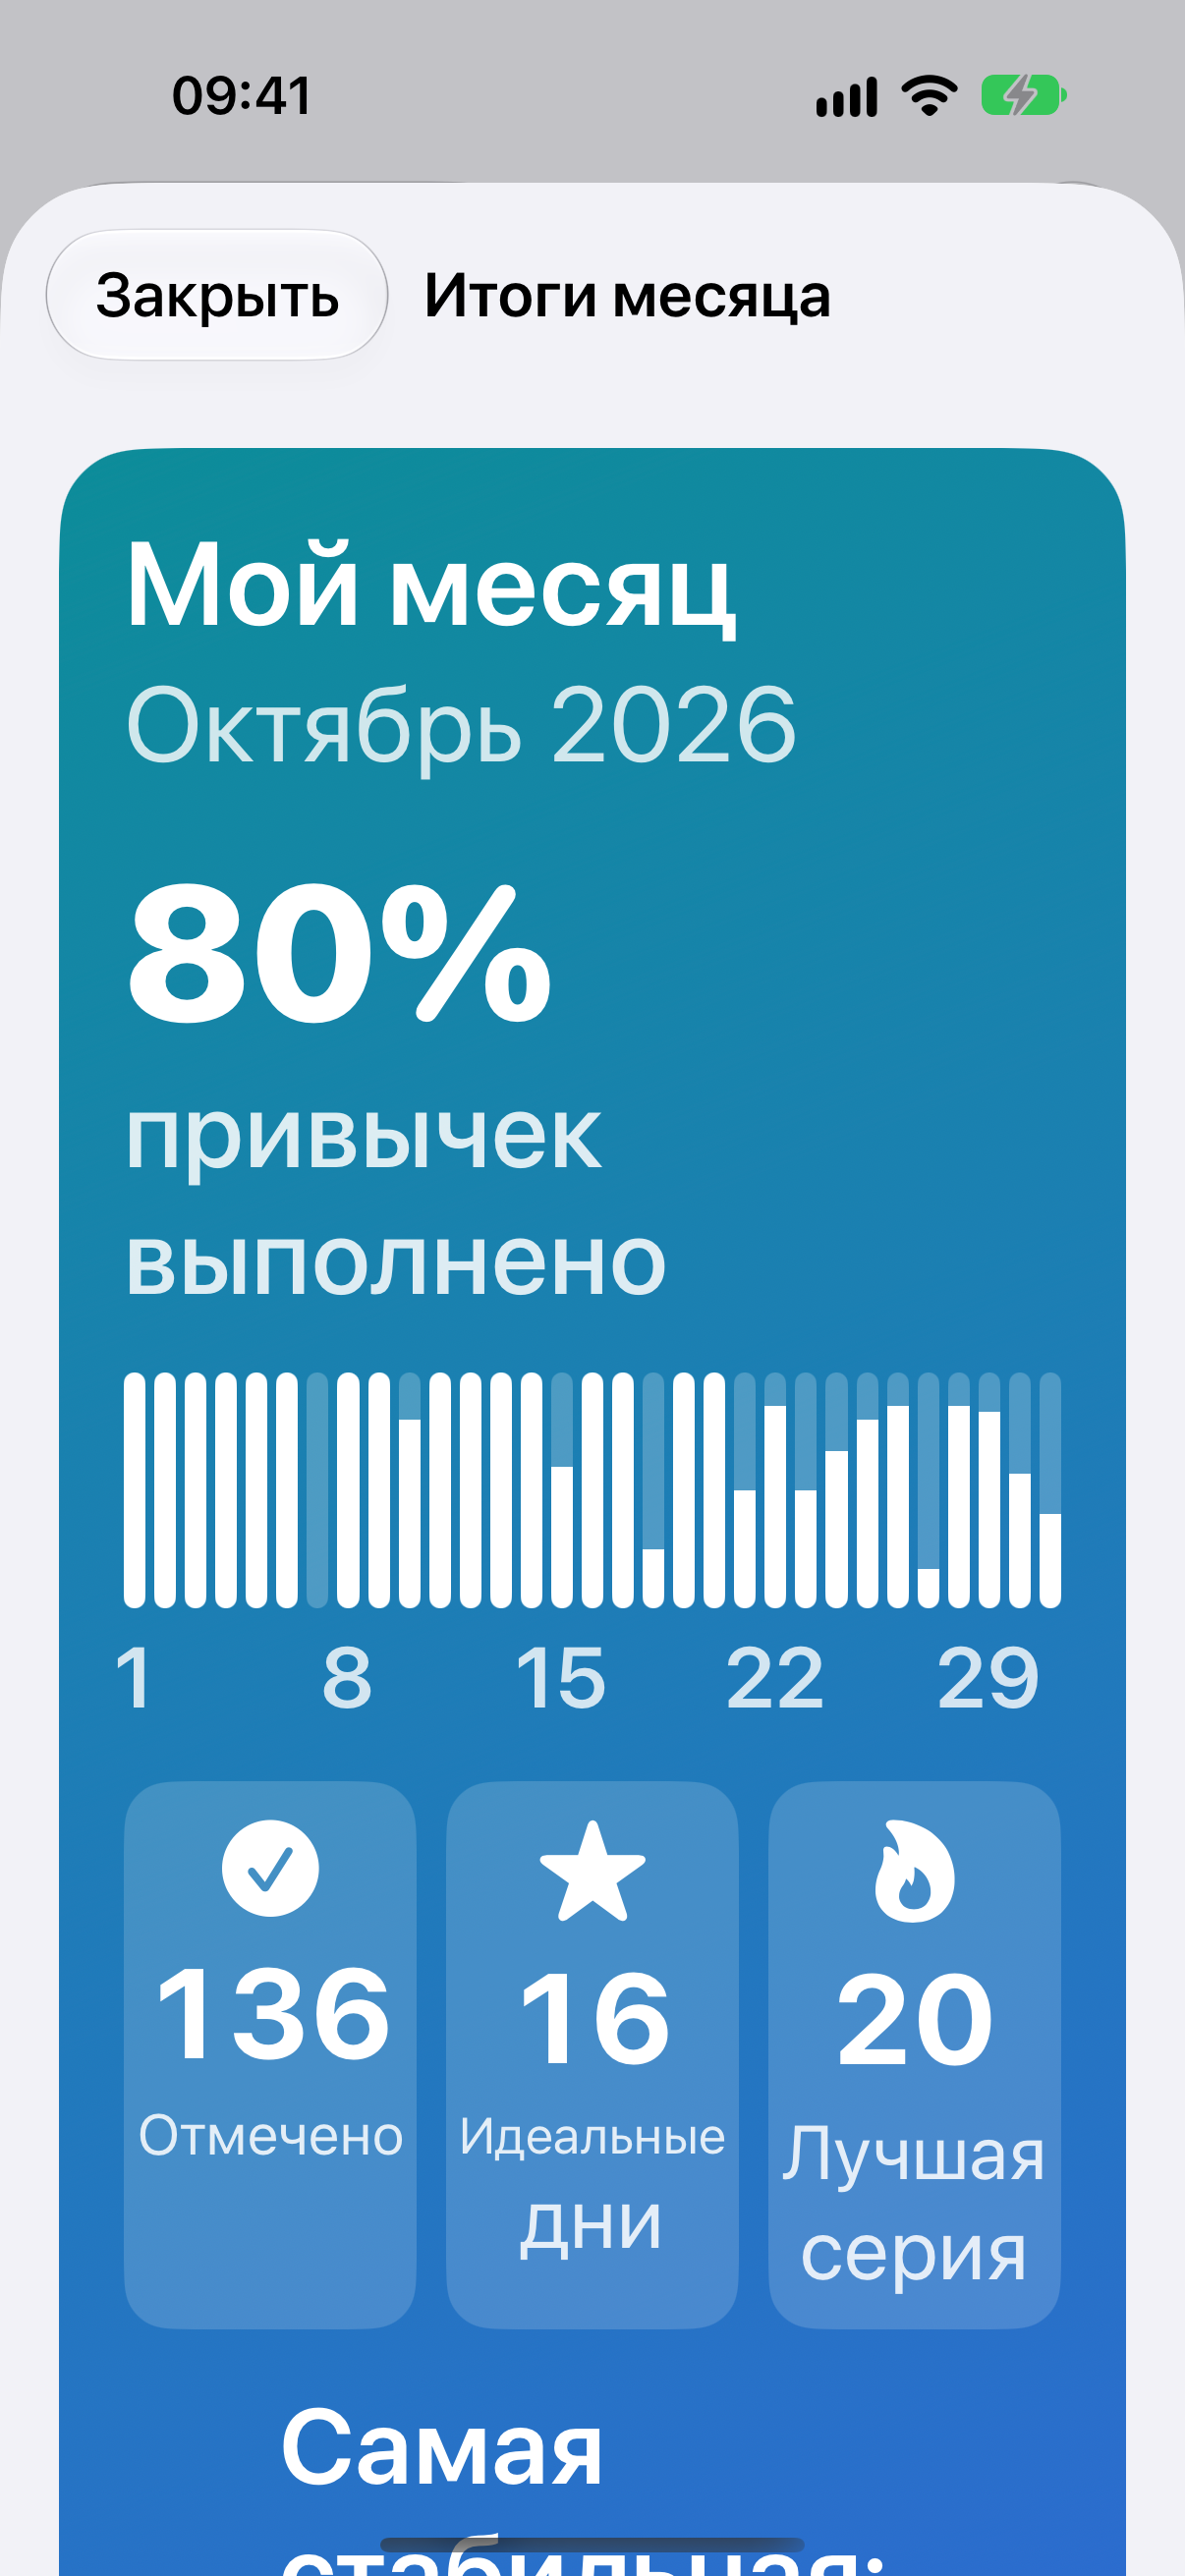 09:41
Закрыть Итоги месяца
Мой месяц
Октябрь 2026
80%
привычек
выполнено
1 8 15 22 29
136 16 20
Отмечено Идеальные Лучшая
дни серия
Самая
стабильная: